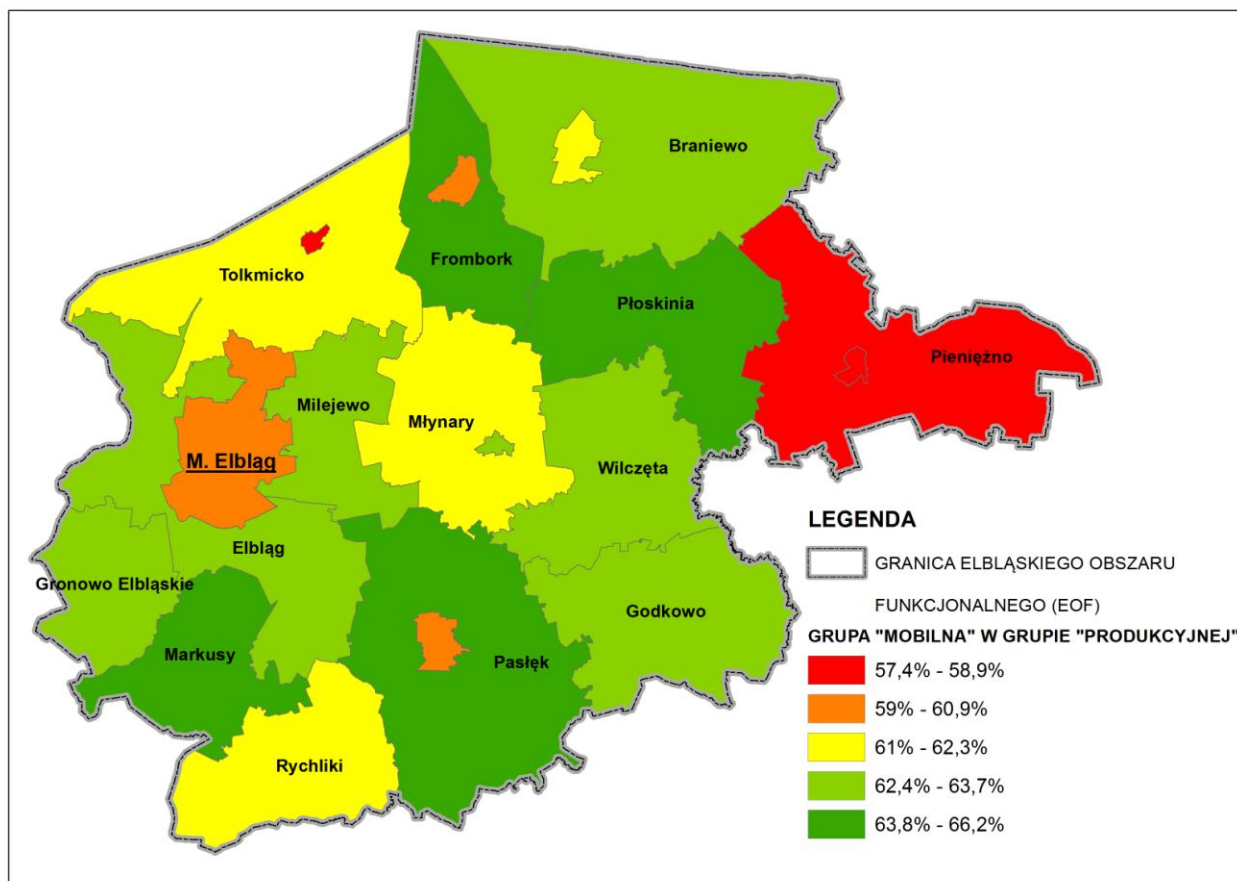 Braniewo
Frombork
Tolkmicko
Płoskinia
Pieniężno
Milejewo
Młynary
M. Elbląg
Wilczęta
Elbląg
Gronowo Elbląskie
Godkowo
Markusy
Pasłęk
Rychliki
LEGENDA
GRANICA ELBLĄSKIEGO OBSZARU
FUNKCJONALNEGO (EOF)
GRUPA "MOBILNA" W GRUPIE "PRODUKCYJNEJ"
57,4% - 58,9%
59% - 60,9%
61% - 62,3%
62,4% - 63,7%
63,8% - 66,2%